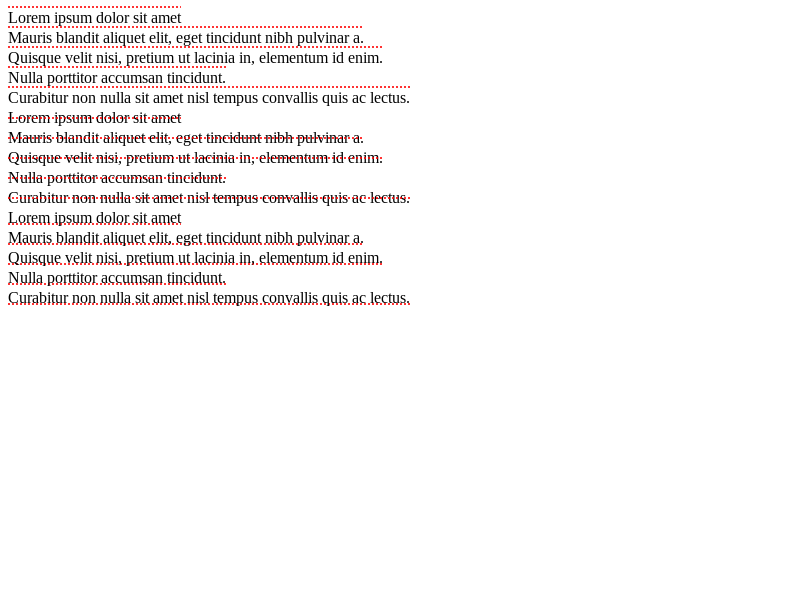 Lorem ipsum dolor sit amet
Mauris blandit aliquet elit, eget tincidunt nibh pulvinar a.
Quisque velit nisi, pretium ut lacinia in, elementum id enim.
Nulla porttitor accumsan tincidunt.
Curabitur non nulla sit amet nisl tempus convallis quis ac lectus.
Lorem ipsum dolor sit amet
Mauris blandit aliquet elit, eget tincidunt nibh pulvinar a.
Quisque velit nisi, pretium ut lacinia in, elementum id enim.
Nulla porttitor accumsan tincidunt.
Curabitur non nulla sit amet nisl tempus convallis quis ac lectus.
Lorem ipsum dolor sit amet
Mauris blandit aliquet elit, eget tincidunt nibh pulvinar a.
Quisque velit nisi, pretium ut lacinia in, elementum id enim.
Nulla porttitor accumsan tincidunt.
Curabitur non nulla sit amet nisl tempus convallis quis ac lectus.